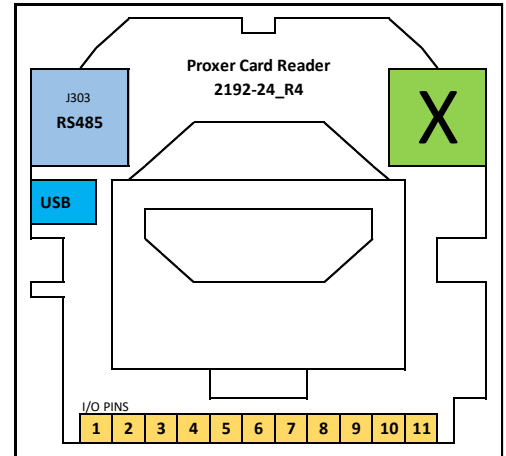 Proxer Card Reader
2192-24_R4
J303
RS485
X
USB
I/O PINS
1 2 3 4 5 6 7 8 9 10 11